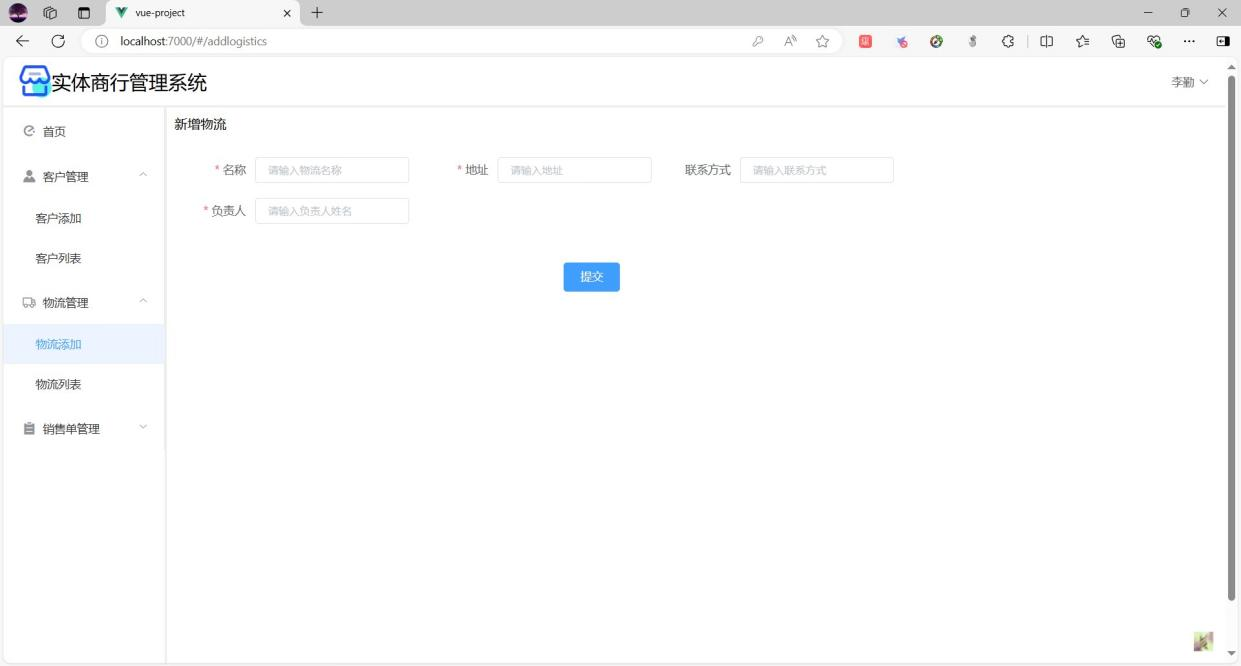 vue-project
localhost:7000/#/addlogistics
实体商行管理系统
李勤
首页
客户管理
客户添加
客户列表
物流管理
物流添加
物流列表
销售单管理
新增物流
* 名称 请输入物流名称 * 地址 请输入地址 联系方式 请输入联系方式
* 负责人 请输入负责人姓名
提交